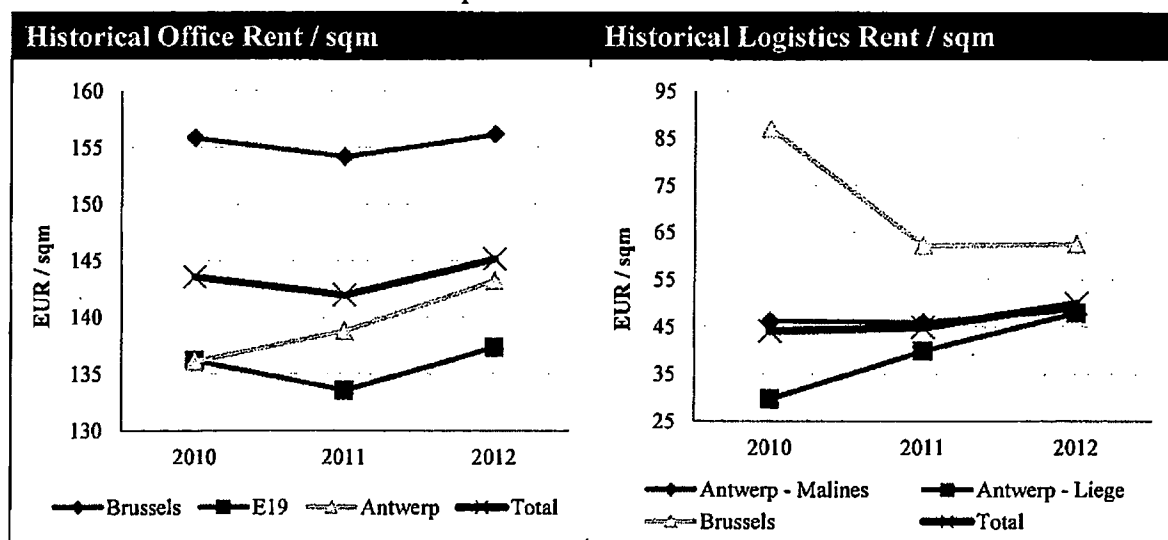 Historical Office Rent / sqm
160
155
150
145
140
135
130
EUR / sqm
2010 2011 2012
Brussels E19 Antwerp Total
Historical Logistics Rent / sqm
95
85
75
65
55
45
35
25
EUR / sqm
2010 2011 2012
Antwerp - Malines Antwerp - Liege
Brussels Total